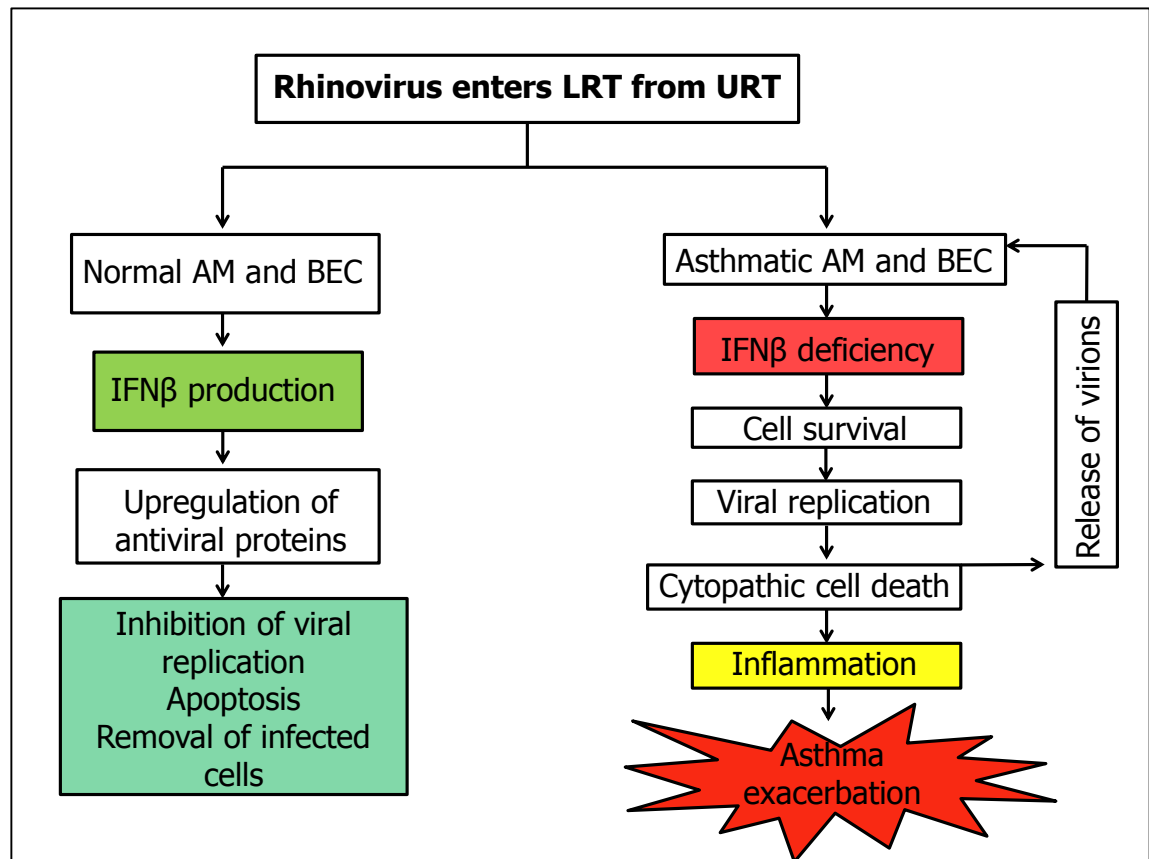 Rhinovirus enters LRT from URT
Normal AM and BEC
IFNβ production
Upregulation of
antiviral proteins
Inhibition of viral
replication
Apoptosis
Removal of infected
cells
Asthmatic AM and BEC
IFNβ deficiency
Cell survival
Viral replication
Cytopathic cell death
Release of virions
Inflammation
Asthma
exacerbation